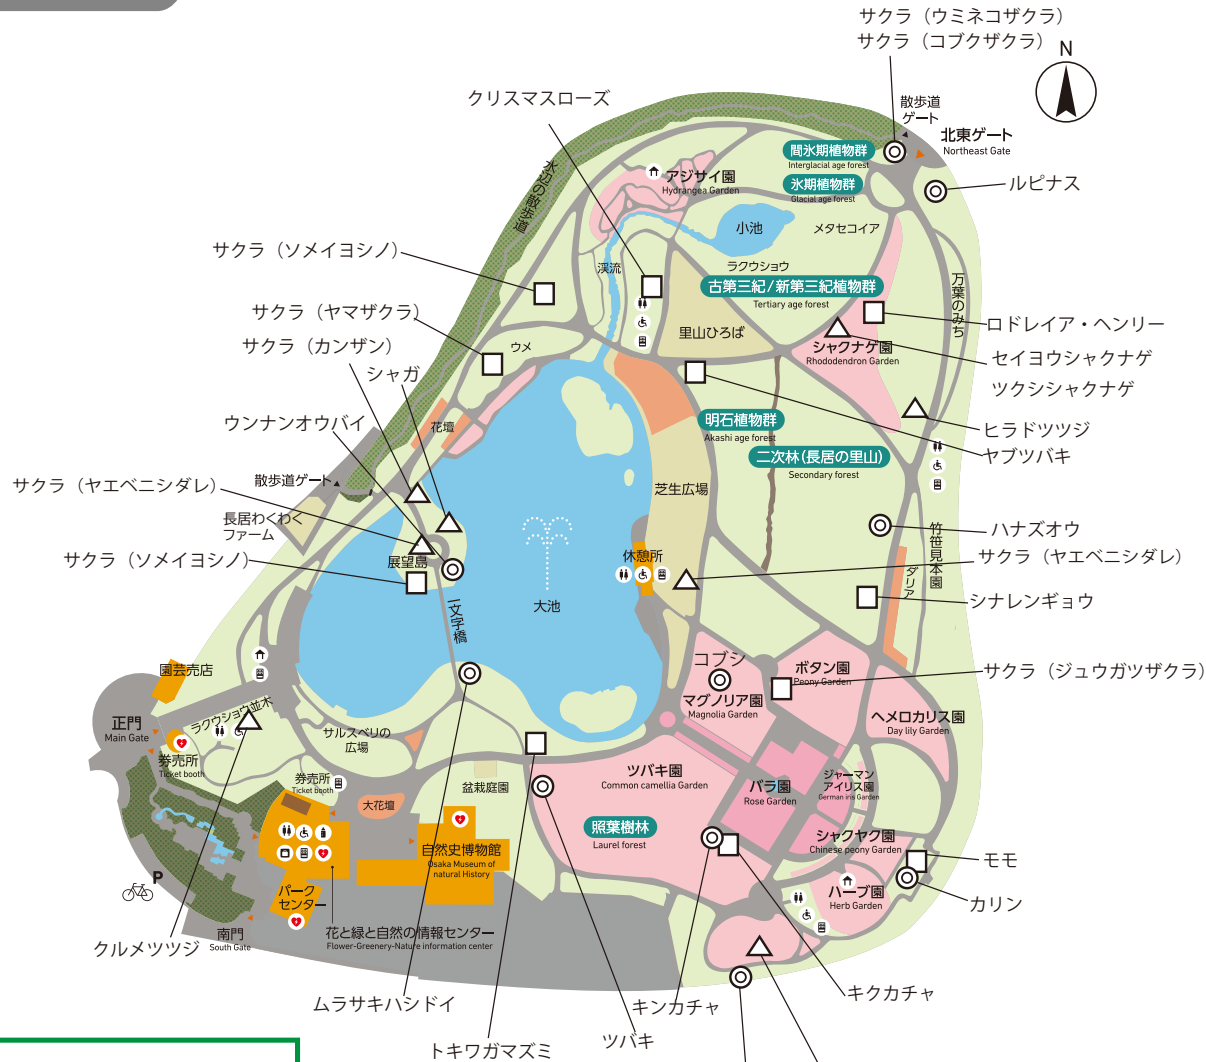 サクラ（ウミネコザクラ）
サクラ（コブクザクラ）
N
クリスマスローズ
散歩道
ゲート
北東ゲート
Northeast Gate
間氷期植物群
Interglacial age forest
氷期植物群
Glacial age forest
アジサイ園
Hydrangea Garden
ルピナス
水辺の散歩道
小池
メタセコイア
サクラ（ソメイヨシノ）
渓流
ラクウショウ
古第三紀/新第三紀植物群
Tertiary age forest
万葉のみち
サクラ（ヤマザクラ）
ウメ
里山ひろば
ロドレイア・ヘンリー
サクラ（カンザン）
シャクナゲ園
Rhododendron Garden
セイヨウシャクナゲ
シャガ
ツクシシャクナゲ
ウンナンオウバイ
花壇
明石植物群
Akashi age forest
ヒラドツツジ
ヤブツバキ
二次林(長居の里山)
Secondary forest
サクラ（ヤエベニシダレ）
散歩道ゲート
芝生広場
長居わくわく
ファーム
竹笹見本園
ハナズオウ
サクラ（ソメイヨシノ）
展望島
休憩所
サクラ（ヤエベニシダレ）
ダリア
大池
一文字橋
シナレンギョウ
園芸売店
コブシ
ボタン園
Peony Garden
サクラ（ジュウガツザクラ）
マグノリア園
Magnolia Garden
ラクウショウ並木
正門
Main Gate
ヘメロカリス園
Day lily Garden
サルスベリの
広場
券売所
Ticket booth
券売所
Ticket booth
盆栽庭園
ツバキ園
Common camellia Garden
バラ園
Rose Garden
ジャーマン
アイリス園
German iris Garden
大花壇
照葉樹林
Laurel forest
シャクヤク園
Chinese peony Garden
自然史博物館
Osaka Museum of
natural History
モモ
P
パーク
センター
ハーブ園
Herb Garden
カリン
南門
South Gate
花と緑と自然の情報センター
Flower-Greenery-Nature information center
クルメツツジ
ムラサキハシドイ
キンカチャ
キクカチャ
ツバキ
トキワガマズミ